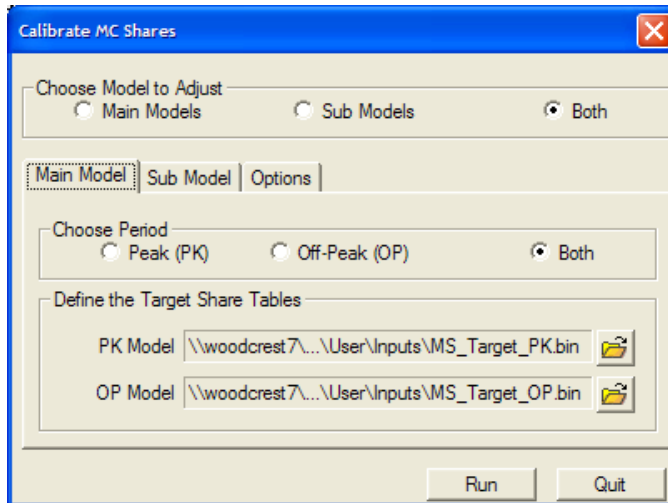 Calibrate MC Shares
Choose Model to Adjust
Main Models Sub Models Both
Main Model Sub Model Options
Choose Period
Peak (PK) Off-Peak (OP) Both
Define the Target Share Tables
PK Model \\woodcrest7\...\User\Inputs\MS_Target_PK.bin
OP Model \\woodcrest7\...\User\Inputs\MS_Target_OP.bin
Run Quit